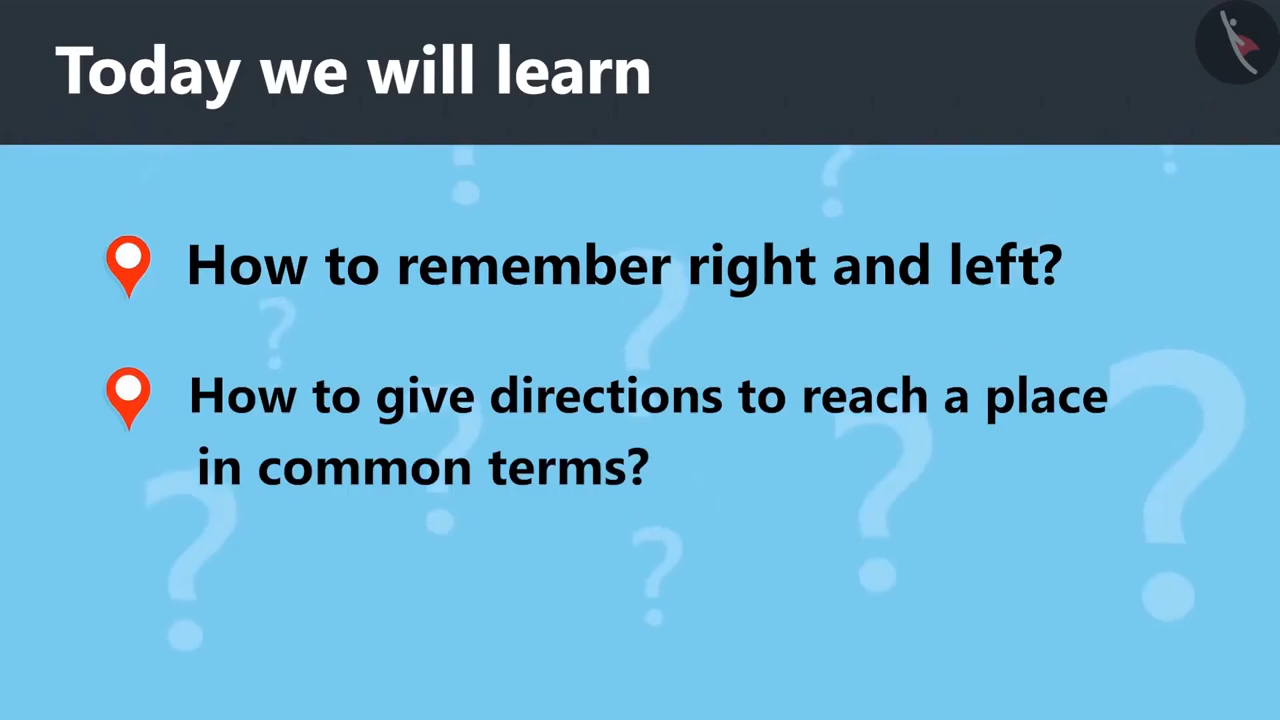 Today we will learn
How to remember right and left?
How to give directions to reach a place
in common terms?